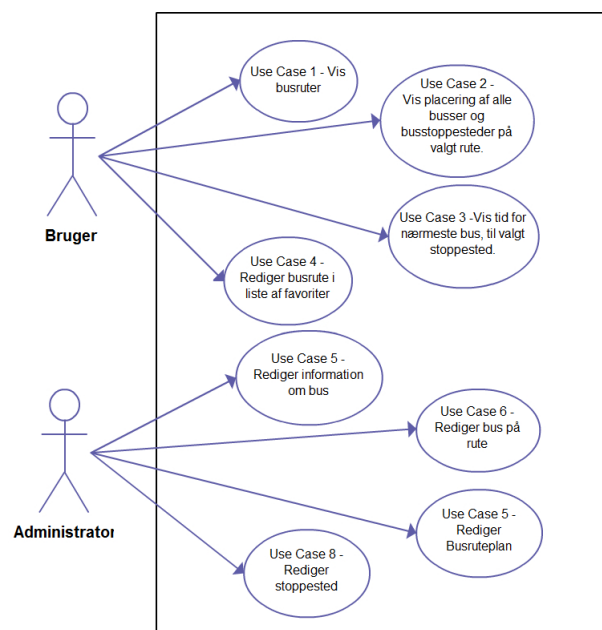 Use Case 1 - Vis
busruter
Use Case 2 -
Vis placering af alle
busser og
busstoppesteder på
valgt rute.
Bruger
Use Case 3 -Vis tid for
nærmeste bus, til valgt
stoppested.
Use Case 4 -
Rediger busrute i
liste af favoriter
Use Case 5 -
Rediger information
om bus
Use Case 6 -
Rediger bus på
rute
Administrator
Use Case 5 -
Rediger
Busruteplan
Use Case 8 -
Rediger
stoppested